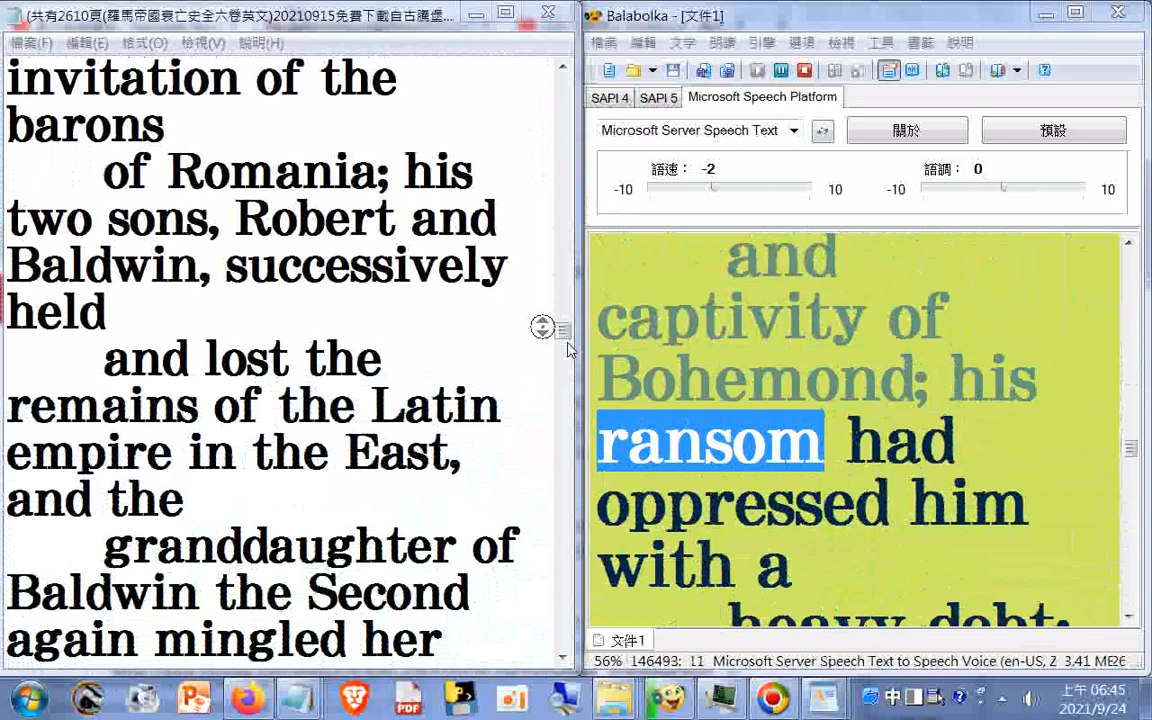 (共有2610頁(羅馬帝國衰亡史全六卷英文)20210915免費下載自古騰堡...
檔案(F) 編輯(E) 格式(O) 檢視(V) 說明(H)
invitation of the
barons
of Romania; his
two sons, Robert and
Baldwin, successively
held
and lost the
remains of the Latin
empire in the East,
and the
granddaughter of
Baldwin the Second
again mingled her
Balabolka - [文件1]
檔案 編輯 文字 朗讀 引擎 選項 檢視 工具 書籤 說明
SAPI 4 SAPI 5 Microsoft Speech Platform
Microsoft Server Speech Text 關於 預設
語速： -2 語調： 0
-10 10 -10 10
and
captivity of
Bohemond; his
ransom had
oppressed him
with a
heavy debt;
文件1
56% 146493: 11 Microsoft Server Speech Text to Speech Voice (en-US, Z 3.41 ME26
中 上午 06:45
2021/9/24